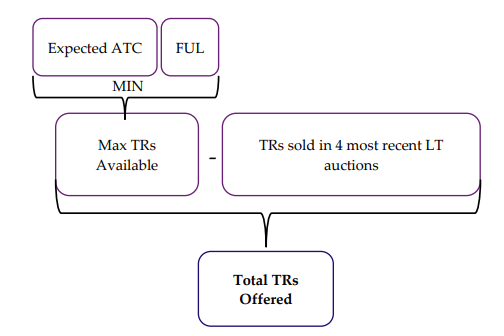 Expected ATC FUL
MIN
Max TRs
Available
-
TRs sold in 4 most recent LT
auctions
Total TRs
Offered